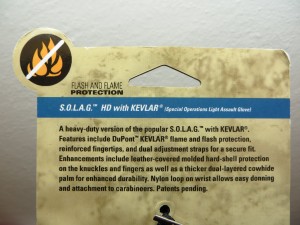 FLASH AND FLAME
PROTECTION
S.O.L.A.G.™ HD with KEVLAR® (Special Operations Light Assault Glove)
A heavy-duty version of the popular S.O.L.A.G.™ with KEVLAR®.
Features include DuPont™ KEVLAR® flame and flash protection,
reinforced fingertips, and dual adjustment straps for a secure fit.
Enhancements include leather-covered molded hard-shell protection
on the knuckles and fingers as well as a thicker dual-layered cowhide
palm for enhanced durability. Nylon loop on wrist allows easy donning
and attachment to carabineers. Patents pending.